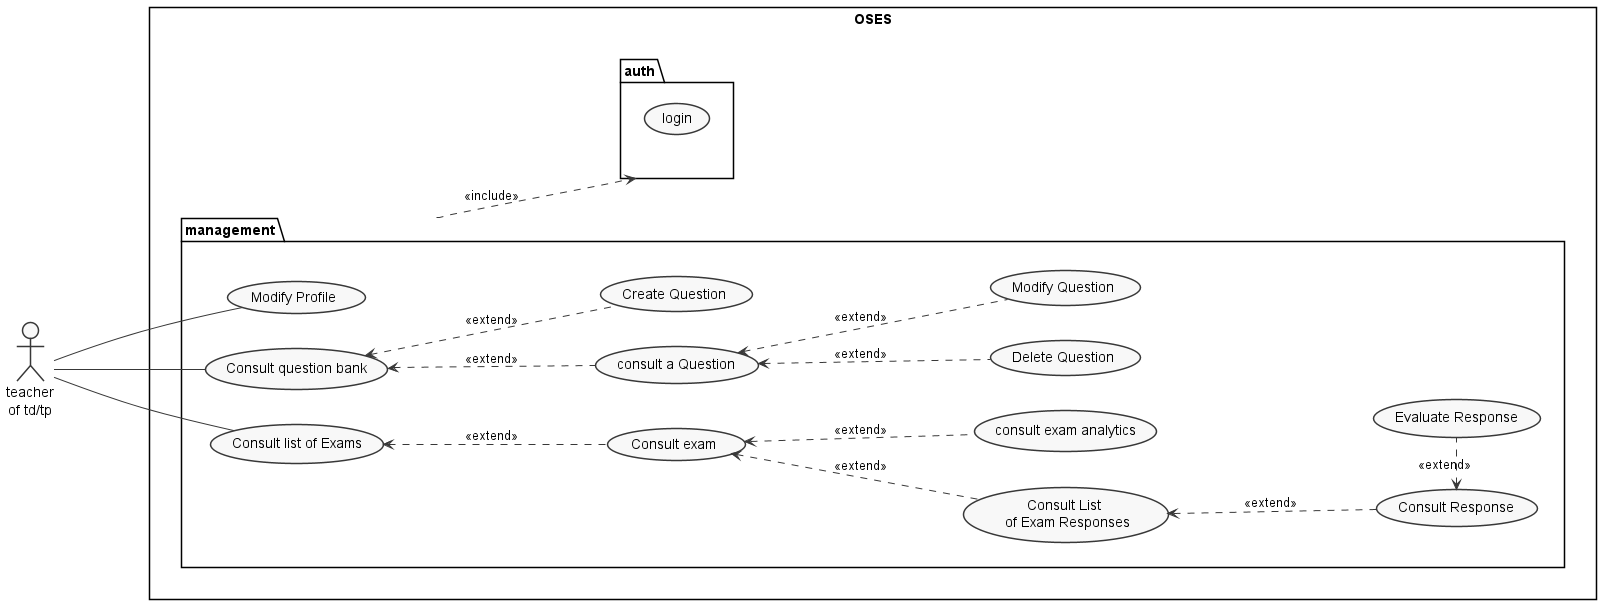 OSES
auth
login
«include»
management
Modify Profile
Create Question
Modify Question
«extend»
«extend»
Consult question bank
«extend»
consult a Question
«extend»
Delete Question
teacher
of td/tp
Consult list of Exams
«extend»
Consult exam
«extend»
consult exam analytics
Evaluate Response
«extend»
«extend»
Consult List
of Exam Responses
«extend»
Consult Response